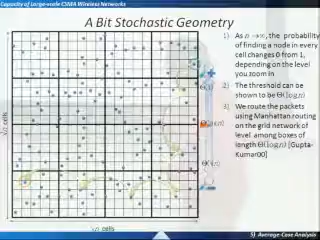 Capacity of Large-scale CSMA Wireless Networks
A Bit Stochastic Geometry
1) As n →∞, the probability
of finding a node in every
cell changes 0 from 1,
depending on the level
you zoom in
2) The threshold can be
shown to be Θ(log n)
3) We route the packets
using Manhattan routing
on the grid network of
level among boxes of
length Θ(log n) [Gupta-
Kumar00]
√n cells
√n cells
5) Average-Case Analysis